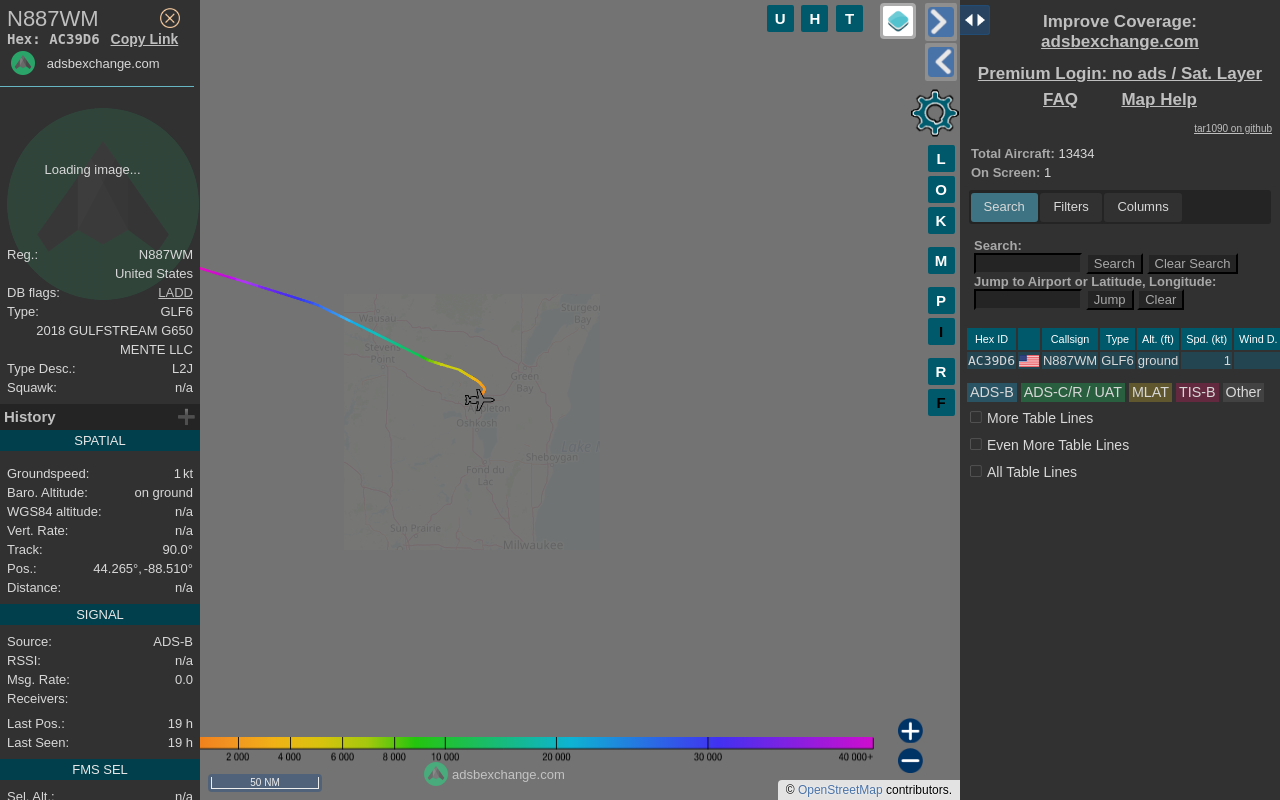 N887WM
Hex: AC39D6 Copy Link
adsbexchange.com
Loading image...
Reg.: N887WM
United States
DB flags: LADD
Type: GLF6
2018 GULFSTREAM G650
MENTE LLC
Type Desc.: L2J
Squawk: n/a
History
SPATIAL
Groundspeed: 1 kt
Baro. Altitude: on ground
WGS84 altitude: n/a
Vert. Rate: n/a
Track: 90.0°
Pos.: 44.265°, -88.510°
Distance: n/a
SIGNAL
Source: ADS-B
RSSI: n/a
Msg. Rate: 0.0
Receivers:
Last Pos.: 19 h
Last Seen: 19 h
FMS SEL
Sel. Alt.: n/a
U H T
L
O
K
M
P
I
R
F
Wausau
Sturgeon
Bay
Stevens
Point
Green
Bay
Oshkosh
Sheboygan
Fond du
Lac
Sun Prairie
Milwaukee
2 000 4 000 6 000 8 000 10 000 20 000 30 000 40 000+
adsbexchange.com
50 NM
© OpenStreetMap contributors.
Improve Coverage:
adsbexchange.com
Premium Login: no ads / Sat. Layer
FAQ Map Help
tar1090 on github
Total Aircraft: 13434
On Screen: 1
Search Filters Columns
Search:
Search Clear Search
Jump to Airport or Latitude, Longitude:
Jump Clear
Hex ID Callsign Type Alt. (ft) Spd. (kt) Wind D.
AC39D6 N887WM GLF6 ground 1
ADS-B ADS-C/R / UAT MLAT TIS-B Other
More Table Lines
Even More Table Lines
All Table Lines